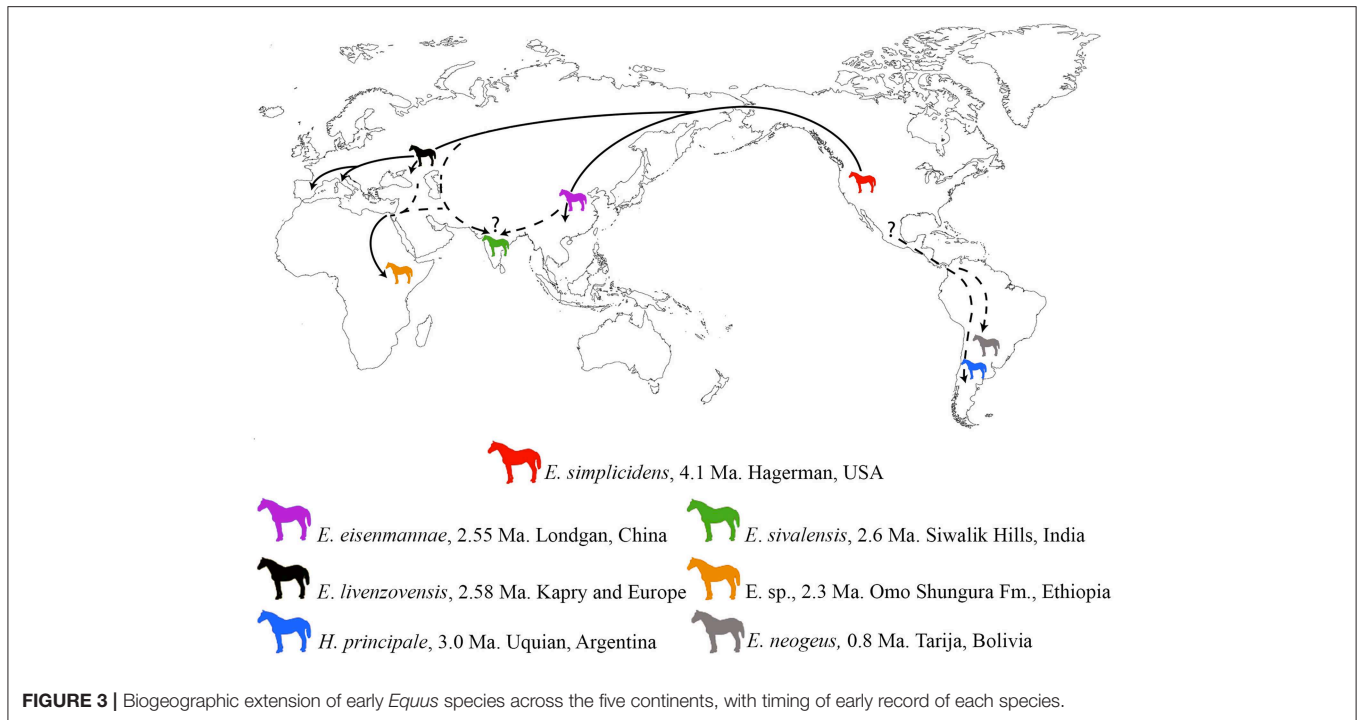 ?
?
E. simplicidens, 4.1 Ma. Hagerman, USA
E. eisenmannae, 2.55 Ma. Londgan, China
E. sivalensis, 2.6 Ma. Siwalik Hills, India
E. livenzovensis, 2.58 Ma. Kapry and Europe
E. sp., 2.3 Ma. Omo Shungura Fm., Ethiopia
H. principale, 3.0 Ma. Uquian, Argentina
E. neogeus, 0.8 Ma. Tarija, Bolivia
FIGURE 3 | Biogeographic extension of early Equus species across the five continents, with timing of early record of each species.